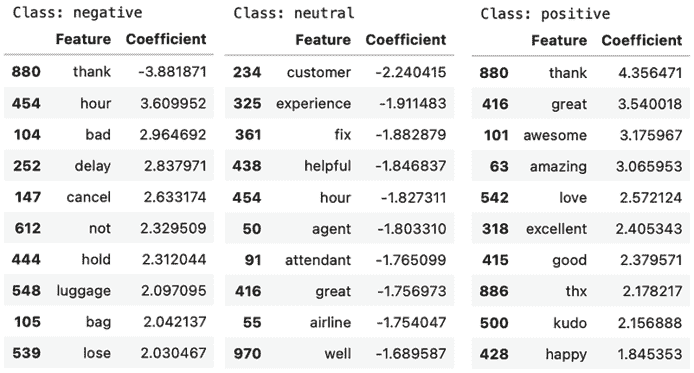 Class: negative
Feature Coefficient
880 thank -3.881871
454 hour 3.609952
104 bad 2.964692
252 delay 2.837971
147 cancel 2.633174
612 not 2.329509
444 hold 2.312044
548 luggage 2.097095
105 bag 2.042137
539 lose 2.030467
Class: neutral
Feature Coefficient
234 customer -2.240415
325 experience -1.911483
361 fix -1.882879
438 helpful -1.846837
454 hour -1.827311
50 agent -1.803310
91 attendant -1.765099
416 great -1.756973
55 airline -1.754047
970 well -1.689587
Class: positive
Feature Coefficient
880 thank 4.356471
416 great 3.540018
101 awesome 3.175967
63 amazing 3.065953
542 love 2.572124
318 excellent 2.405343
415 good 2.379571
886 thx 2.178217
500 kudo 2.156888
428 happy 1.845353